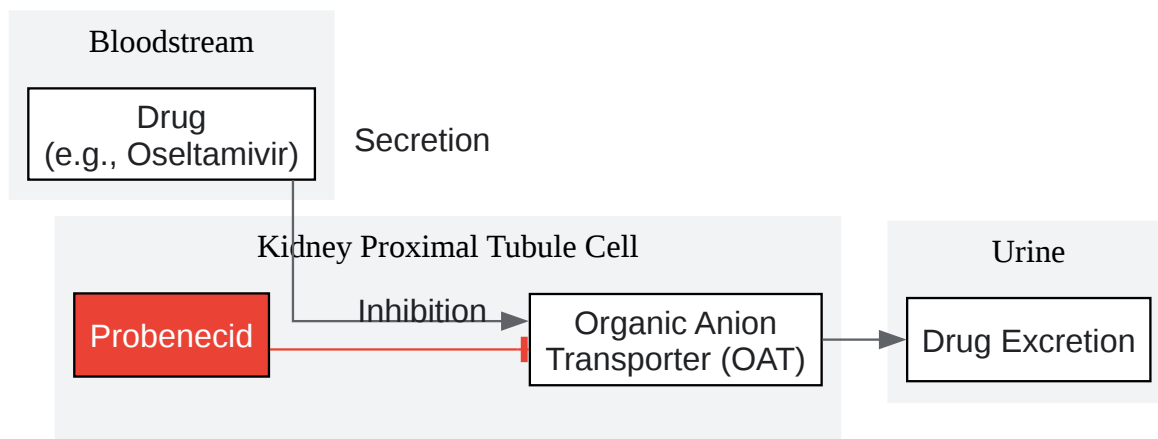 Bloodstream
Drug
(e.g., Oseltamivir)
Secretion
Kidney Proximal Tubule Cell
Urine
Inhibition
Probenecid
Organic Anion
Transporter (OAT)
Drug Excretion